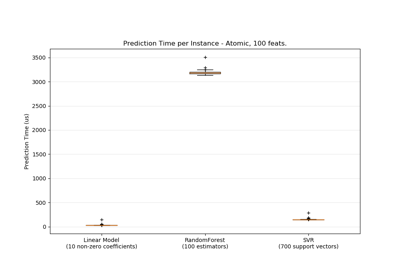 Prediction Time per Instance - Atomic, 100 feats.
Prediction Time (us)
3500
3000
2500
2000
1500
1000
500
0
Linear Model
(10 non-zero coefficients)
RandomForest
(100 estimators)
SVR
(700 support vectors)